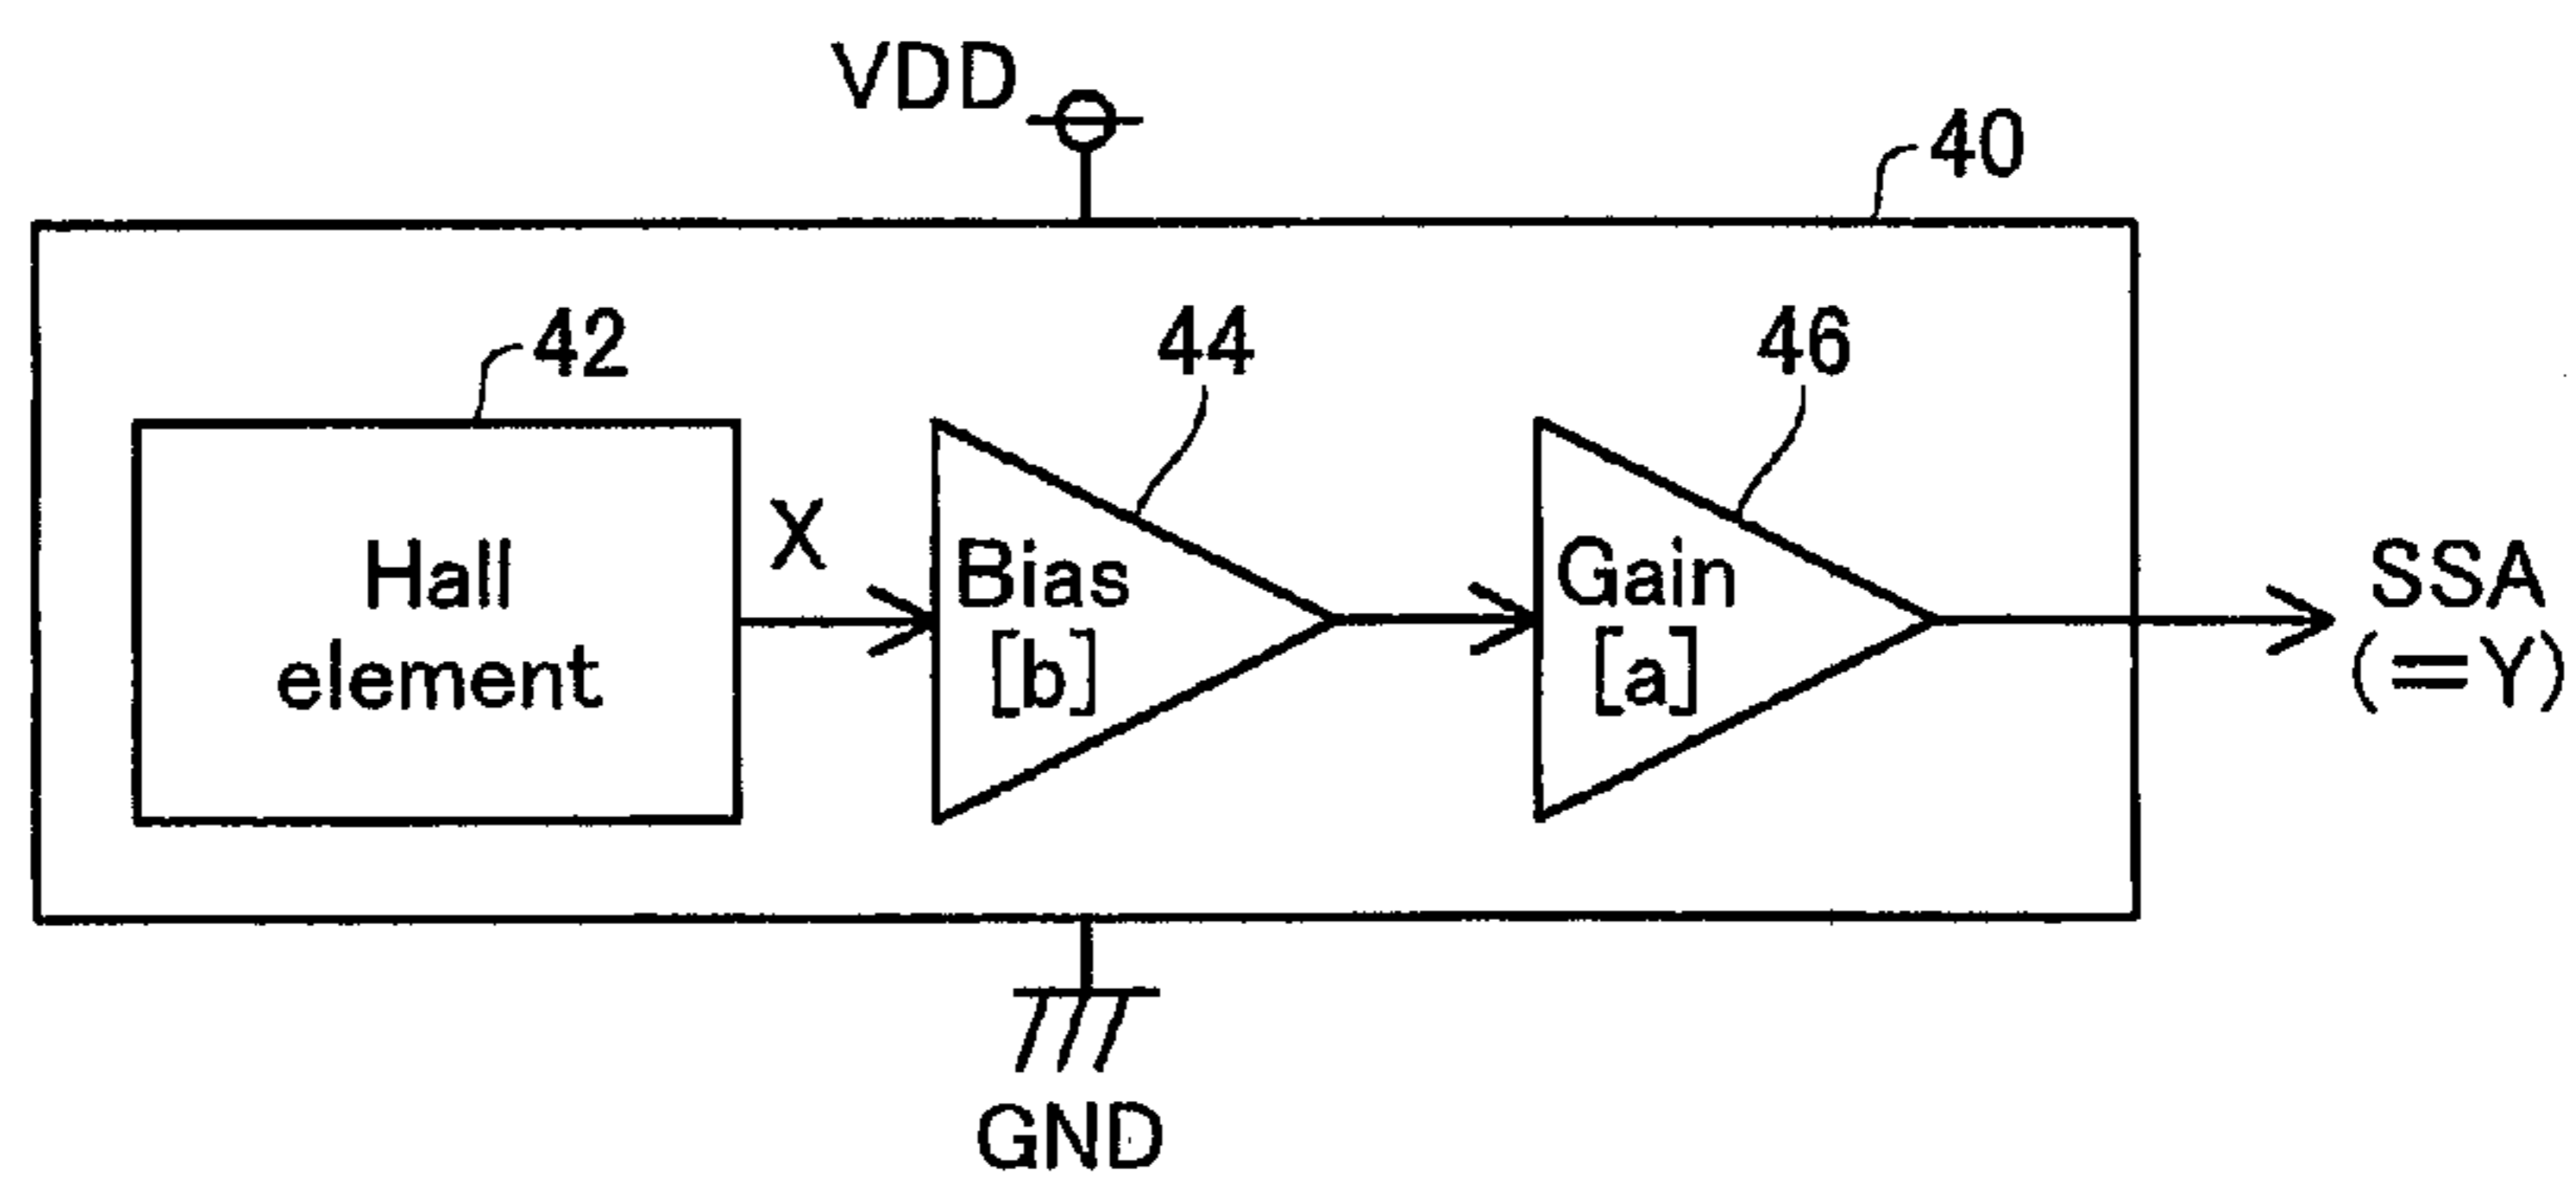 VDD
40
42
44
46
X
Hall
element
Bias
[b]
Gain
[a]
SSA
(=Y)
GND